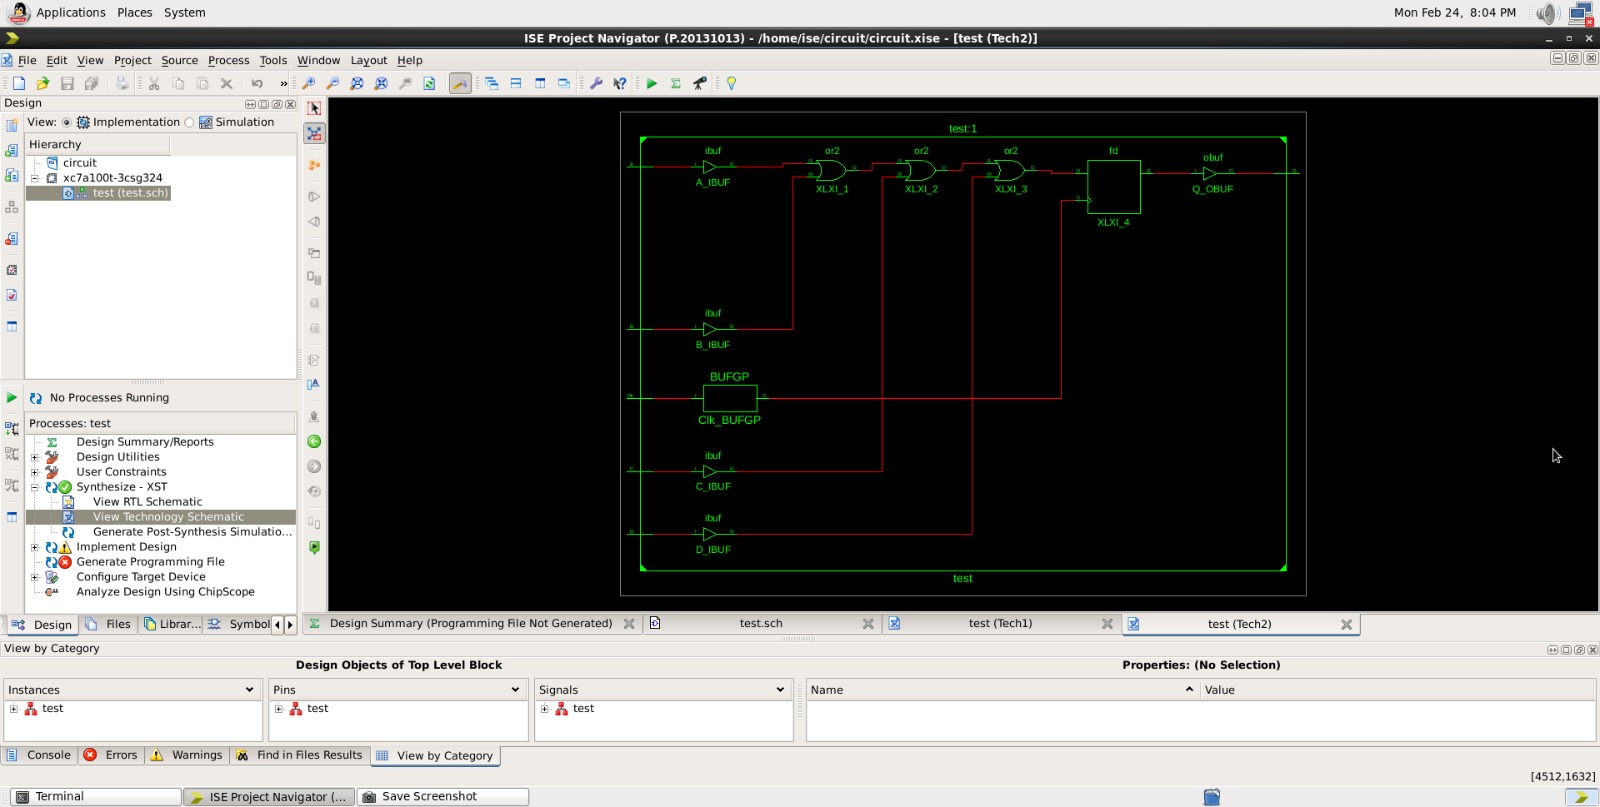 Applications Places System
Mon Feb 24, 8:04 PM
ISE Project Navigator (P.20131013) - /home/ise/circuit/circuit.xise - [test (Tech2)]
File Edit View Project Source Process Tools Window Layout Help
»
Design
View: Implementation Simulation
Hierarchy
circuit
xc7a100t-3csg324
test (test.sch)
No Processes Running
Processes: test
Design Summary/Reports
Design Utilities
User Constraints
Synthesize - XST
View RTL Schematic
View Technology Schematic
Generate Post-Synthesis Simulatio...
Implement Design
Generate Programming File
Configure Target Device
Analyze Design Using ChipScope
Design Files Librar... Symbol
test:1
ibuf
A_IBUF
or2
XLXI_1
or2
XLXI_2
or2
XLXI_3
fd
XLXI_4
obuf
Q_OBUF
ibuf
B_IBUF
BUFGP
Clk_BUFGP
ibuf
C_IBUF
ibuf
D_IBUF
test
Design Summary (Programming File Not Generated) test.sch test (Tech1) test (Tech2)
View by Category
Design Objects of Top Level Block
Properties: (No Selection)
Instances Pins Signals Name Value
test test test
Console Errors Warnings Find in Files Results View by Category
[4512,1632]
Terminal ISE Project Navigator (... Save Screenshot